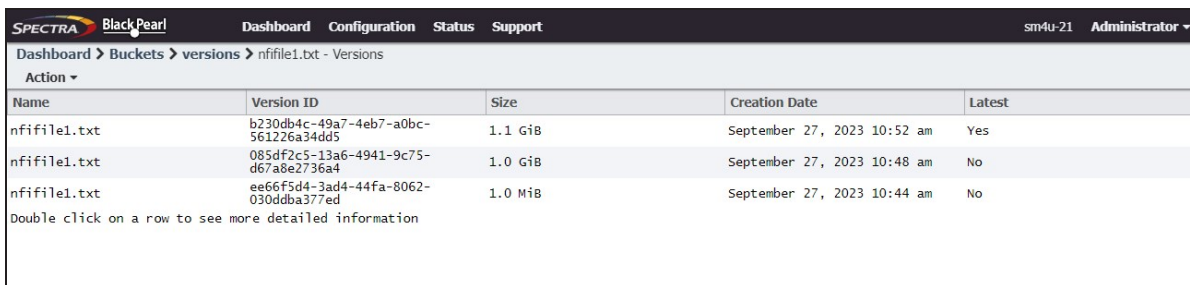 SPECTRA BlackPearl Dashboard Configuration Status Support sm4u-21 Administrator
Dashboard > Buckets > versions > nfifile1.txt - Versions
Action
Name Version ID Size Creation Date Latest
nfifile1.txt b230db4c-49a7-4eb7-a0bc-561226a34dd5 1.1 GiB September 27, 2023 10:52 am Yes
nfifile1.txt 085df2c5-13a6-4941-9c75-d67a8e2736a4 1.0 GiB September 27, 2023 10:48 am No
nfifile1.txt ee66f5d4-3ad4-44fa-8062-030ddba377ed 1.0 MiB September 27, 2023 10:44 am No
Double click on a row to see more detailed information